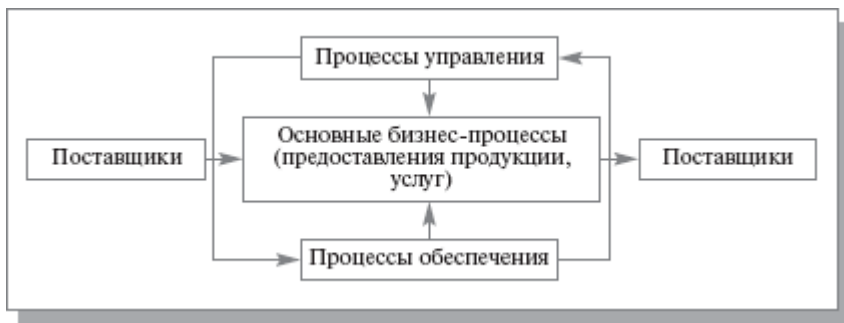 Процессы управления
Поставщики
Основные бизнес-процессы
(предоставления продукции,
услуг)
Поставщики
Процессы обеспечения